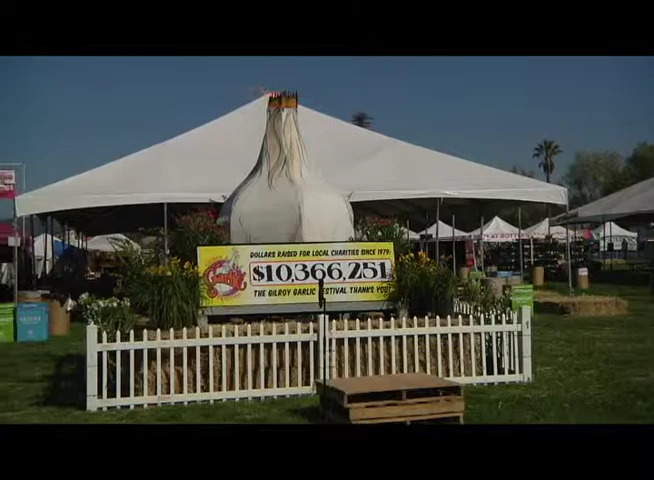 DOLLARS RAISED FOR LOCAL CHARITIES SINCE 1979:
$10,366,251
THE GILROY GARLIC FESTIVAL THANKS YOU!